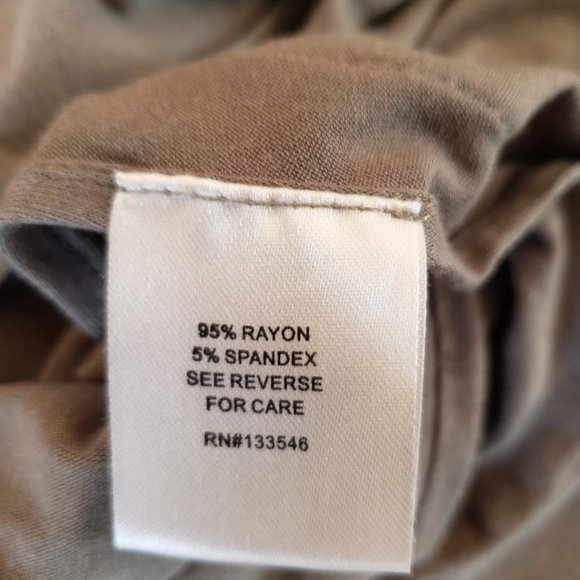 95% RAYON
5% SPANDEX
SEE REVERSE
FOR CARE
RN#133546